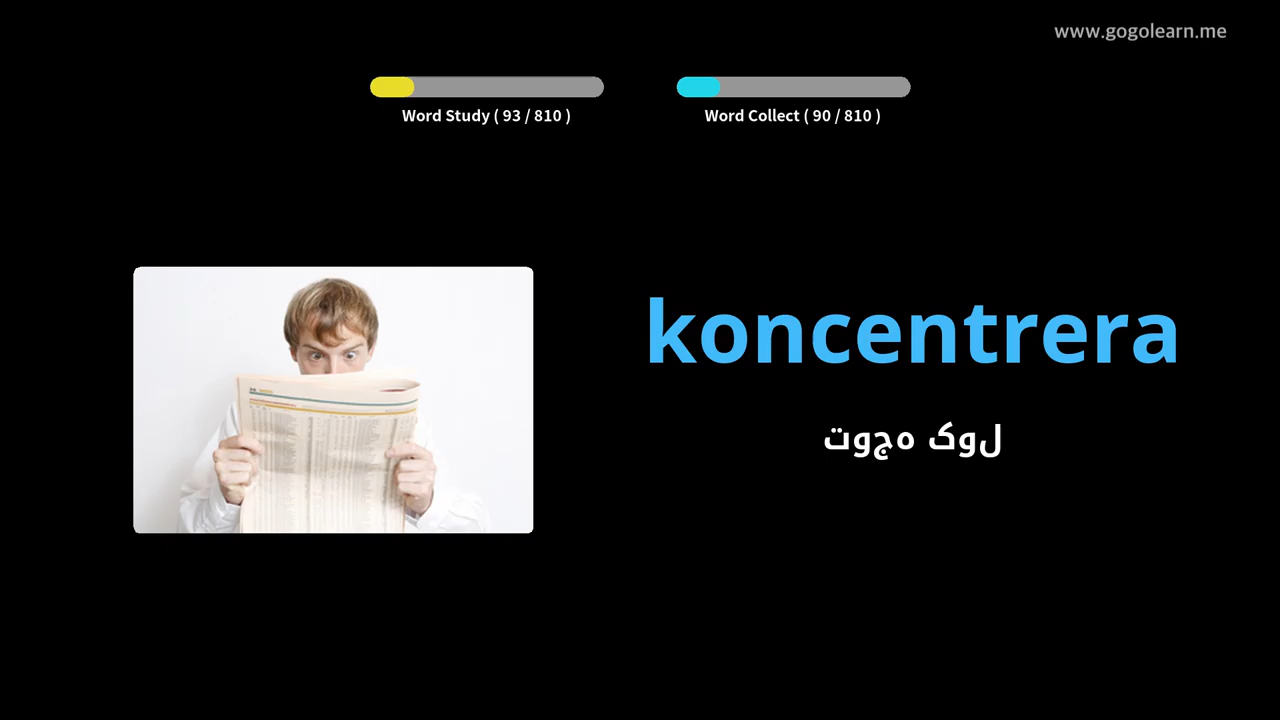 www.gogolearn.me
Word Study ( 93 / 810 )
Word Collect ( 90 / 810 )
koncentrera
توجه کول